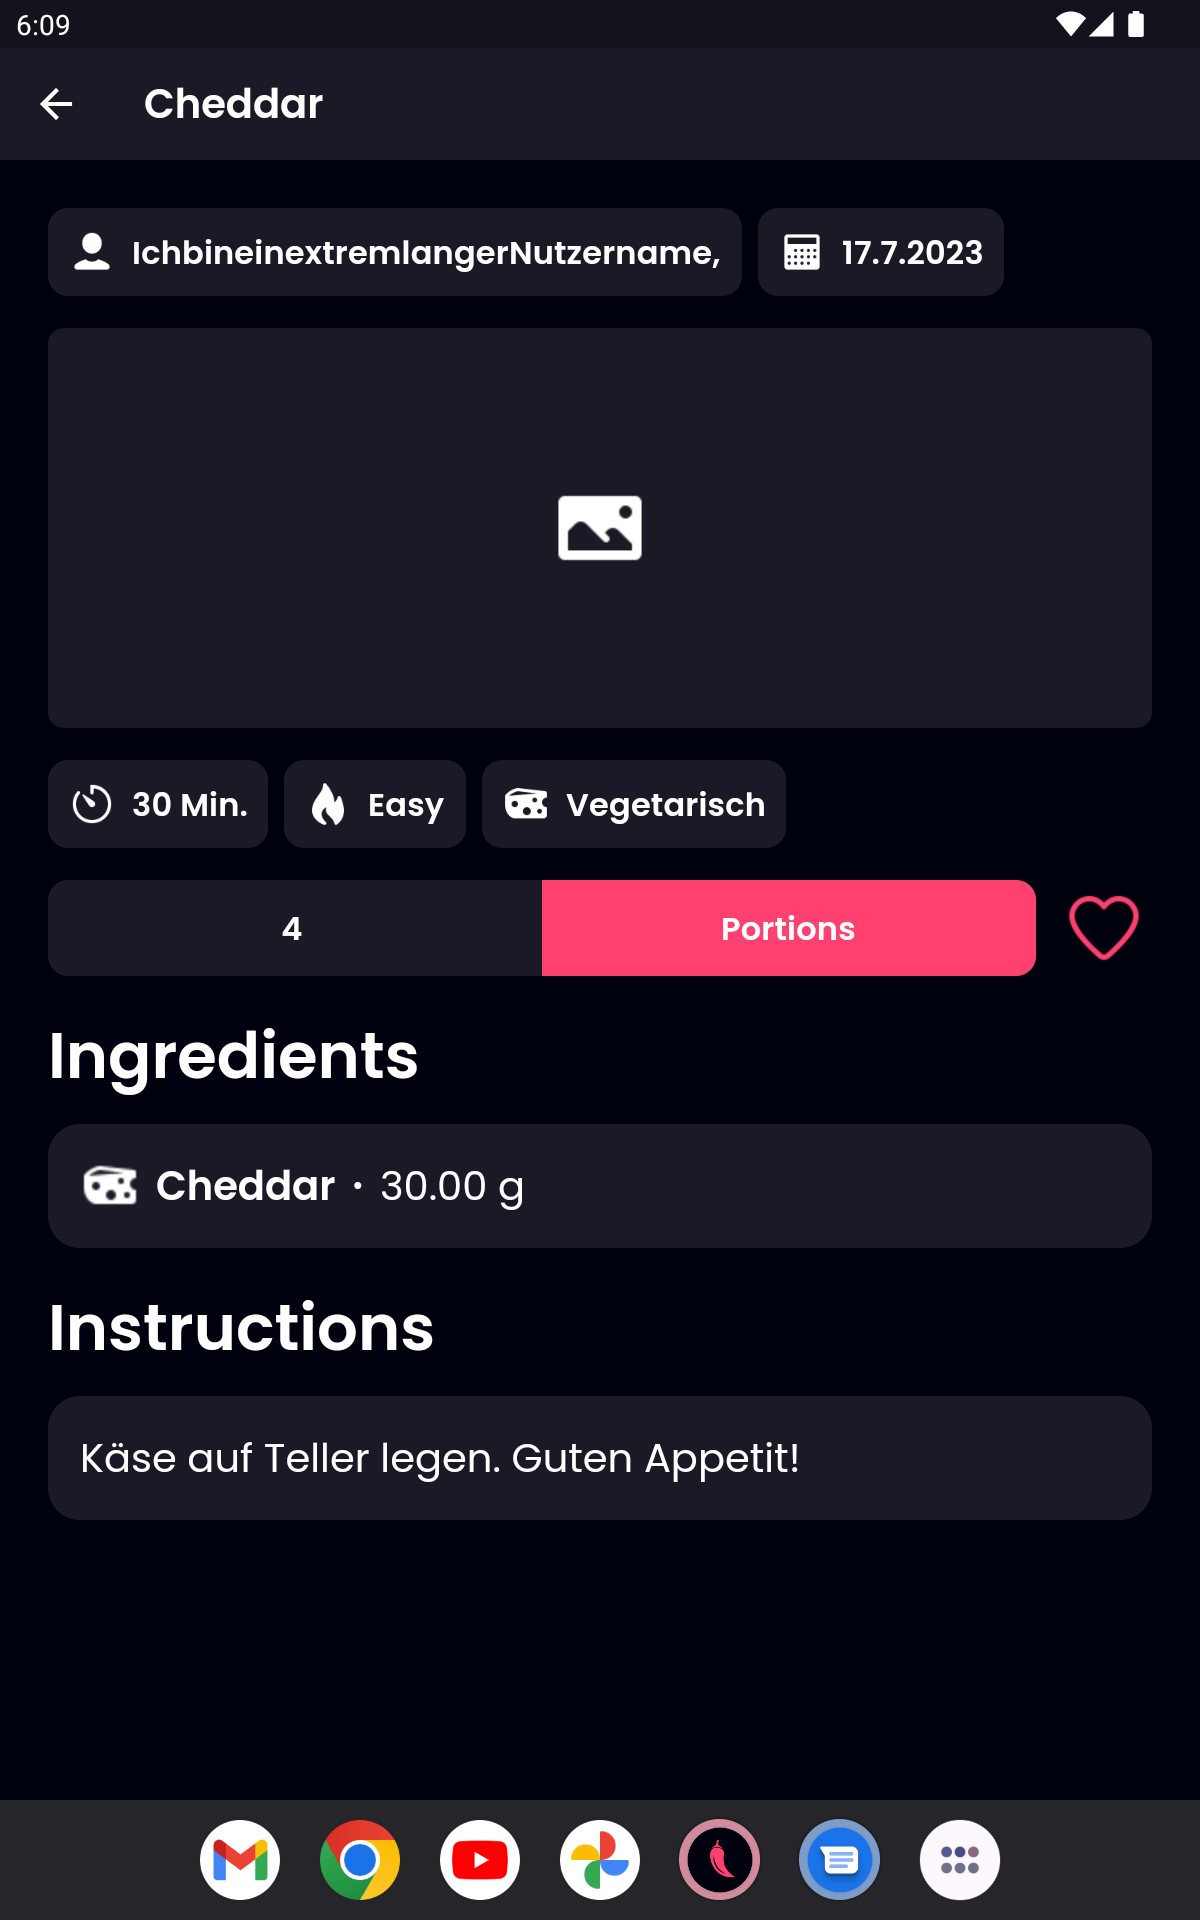 6:09
Cheddar
IchbineinextremlangerNutzername, 17.7.2023
30 Min. Easy Vegetarisch
4 Portions
Ingredients
Cheddar · 30.00 g
Instructions
Käse auf Teller legen. Guten Appetit!